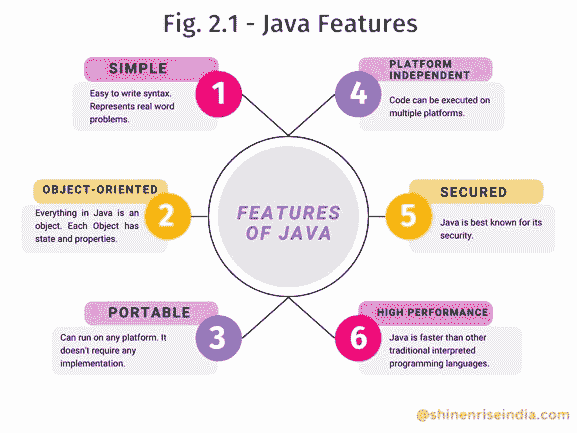 Fig. 2.1 - Java Features
SIMPLE
1
Easy to write syntax.
Represents real word
problems.
OBJECT-ORIENTED
2
Everything in Java is an
object. Each Object has
state and properties.
PORTABLE
3
Can run on any platform. It
doesn't require any
implementation.
FEATURES
OF JAVA
4
PLATFORM
INDEPENDENT
Code can be executed on
multiple platforms.
5
SECURED
Java is best known for its
security.
6
HIGH PERFORMANCE
Java is faster than other
traditional interpreted
programming languages.
@shinenriseindia.com